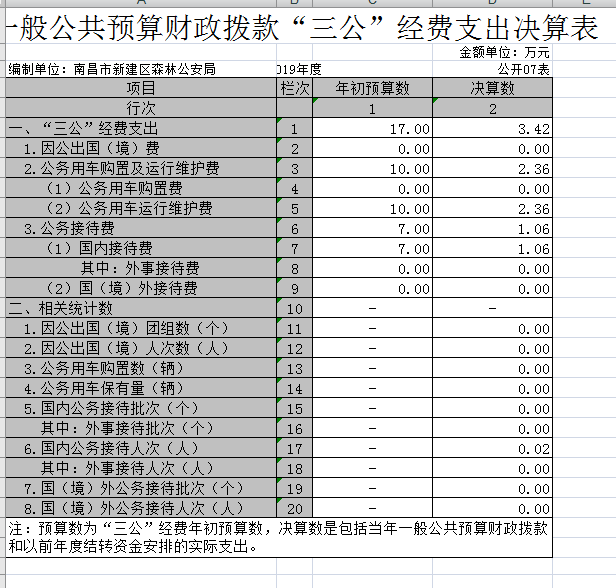 一般公共预算财政拨款“三公”经费支出决算表
金额单位：万元
编制单位：南昌市新建区森林公安局 019年度 公开07表
项目 栏次 年初预算数 决算数
行次 1 2
一、“三公”经费支出 1 17.00 3.42
1.因公出国（境）费 2 0.00 0.00
2.公务用车购置及运行维护费 3 10.00 2.36
（1）公务用车购置费 4 0.00 0.00
（2）公务用车运行维护费 5 10.00 2.36
3.公务接待费 6 7.00 1.06
（1）国内接待费 7 7.00 1.06
其中：外事接待费 8 0.00 0.00
（2）国（境）外接待费 9 0.00 0.00
二、相关统计数 10 － －
1.因公出国（境）团组数（个） 11 － 0.00
2.因公出国（境）人次数（人） 12 － 0.00
3.公务用车购置数（辆） 13 － 0.00
4.公务用车保有量（辆） 14 － 0.00
5.国内公务接待批次（个） 15 － 0.00
其中：外事接待批次（个） 16 － 0.00
6.国内公务接待人次（人） 17 － 0.02
其中：外事接待人次（人） 18 － 0.00
7.国（境）外公务接待批次（个） 19 － 0.00
8.国（境）外公务接待人次（人） 20 － 0.00
注：预算数为“三公”经费年初预算数，决算数是包括当年一般公共预算财政拨款
和以前年度结转资金安排的实际支出。